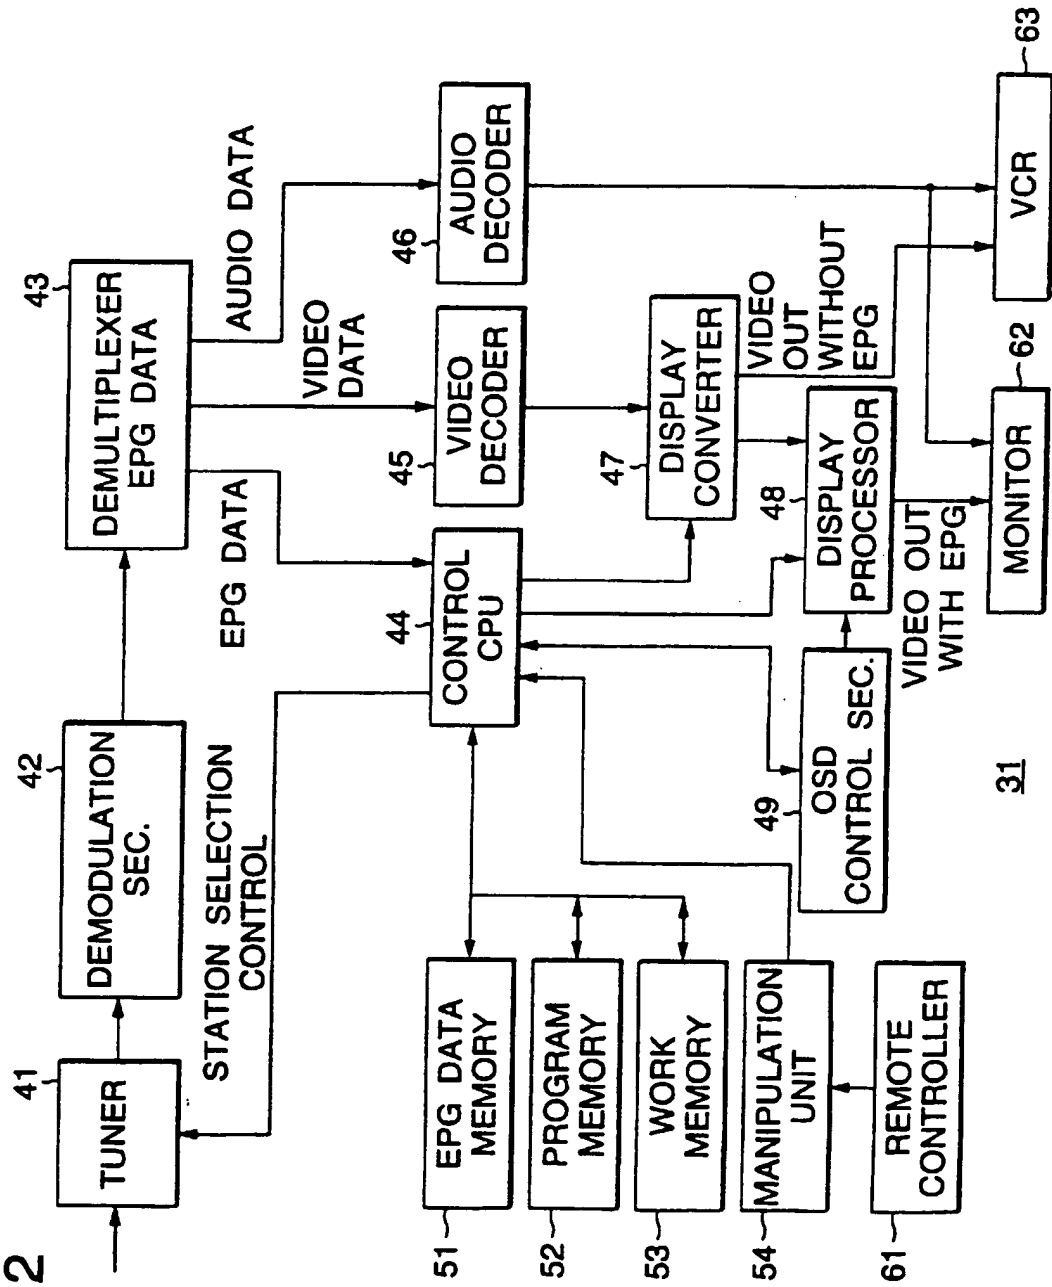 2
41
TUNER
42
DEMODULATION
SEC.
43
DEMULTIPLEXER
EPG DATA
STATION SELECTION
CONTROL
EPG DATA
VIDEO
DATA
AUDIO DATA
51
EPG DATA
MEMORY
52
PROGRAM
MEMORY
53
WORK
MEMORY
54
MANIPULATION
UNIT
61
REMOTE
CONTROLLER
44
CONTROL
CPU
45
VIDEO
DECODER
46
AUDIO
DECODER
47
DISPLAY
CONVERTER
VIDEO
OUT
WITHOUT
EPG
48
DISPLAY
PROCESSOR
49
OSD
CONTROL SEC.
VIDEO OUT
WITH EPG
62
MONITOR
63
VCR
31